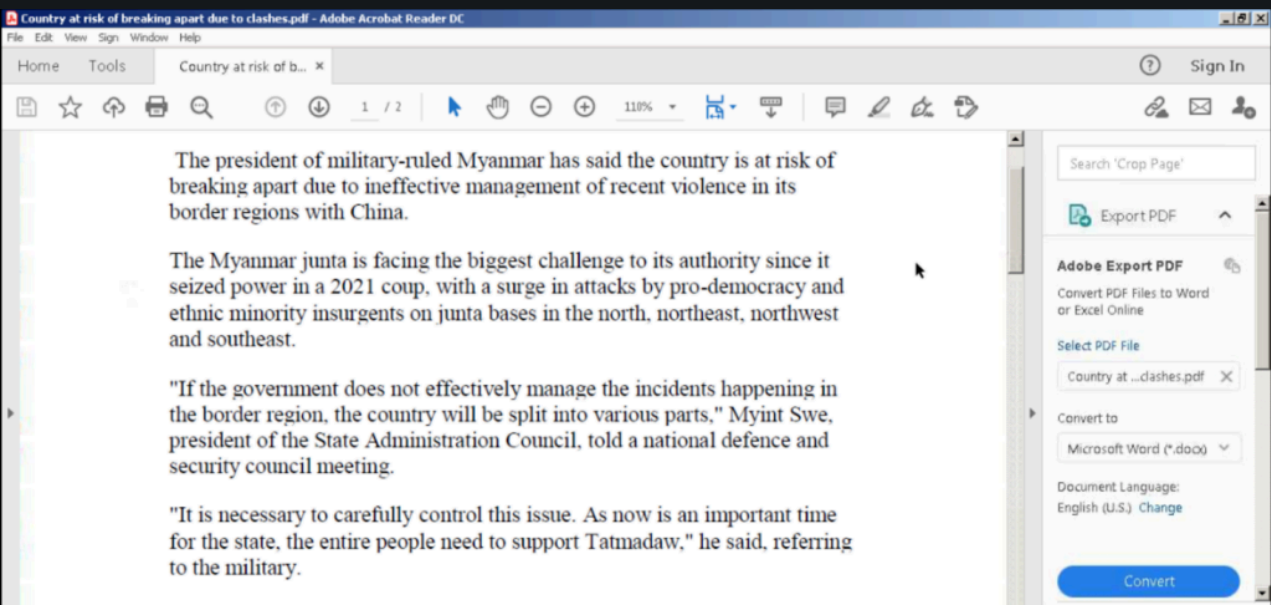 Country at risk of breaking apart due to clashes.pdf - Adobe Acrobat Reader DC
File Edit View Sign Window Help
Home Tools Country at risk of b... × ? Sign In
1 / 2 118%
The president of military-ruled Myanmar has said the country is at risk of
breaking apart due to ineffective management of recent violence in its
border regions with China.
The Myanmar junta is facing the biggest challenge to its authority since it
seized power in a 2021 coup, with a surge in attacks by pro-democracy and
ethnic minority insurgents on junta bases in the north, northeast, northwest
and southeast.
"If the government does not effectively manage the incidents happening in
the border region, the country will be split into various parts," Myint Swe,
president of the State Administration Council, told a national defence and
security council meeting.
"It is necessary to carefully control this issue. As now is an important time
for the state, the entire people need to support Tatmadaw," he said, referring
to the military.
Search 'Crop Page'
Export PDF
Adobe Export PDF
Convert PDF Files to Word
or Excel Online
Select PDF File
Country at ...clashes.pdf
Convert to
Microsoft Word (*.docx)
Document Language:
English (U.S.) Change
Convert